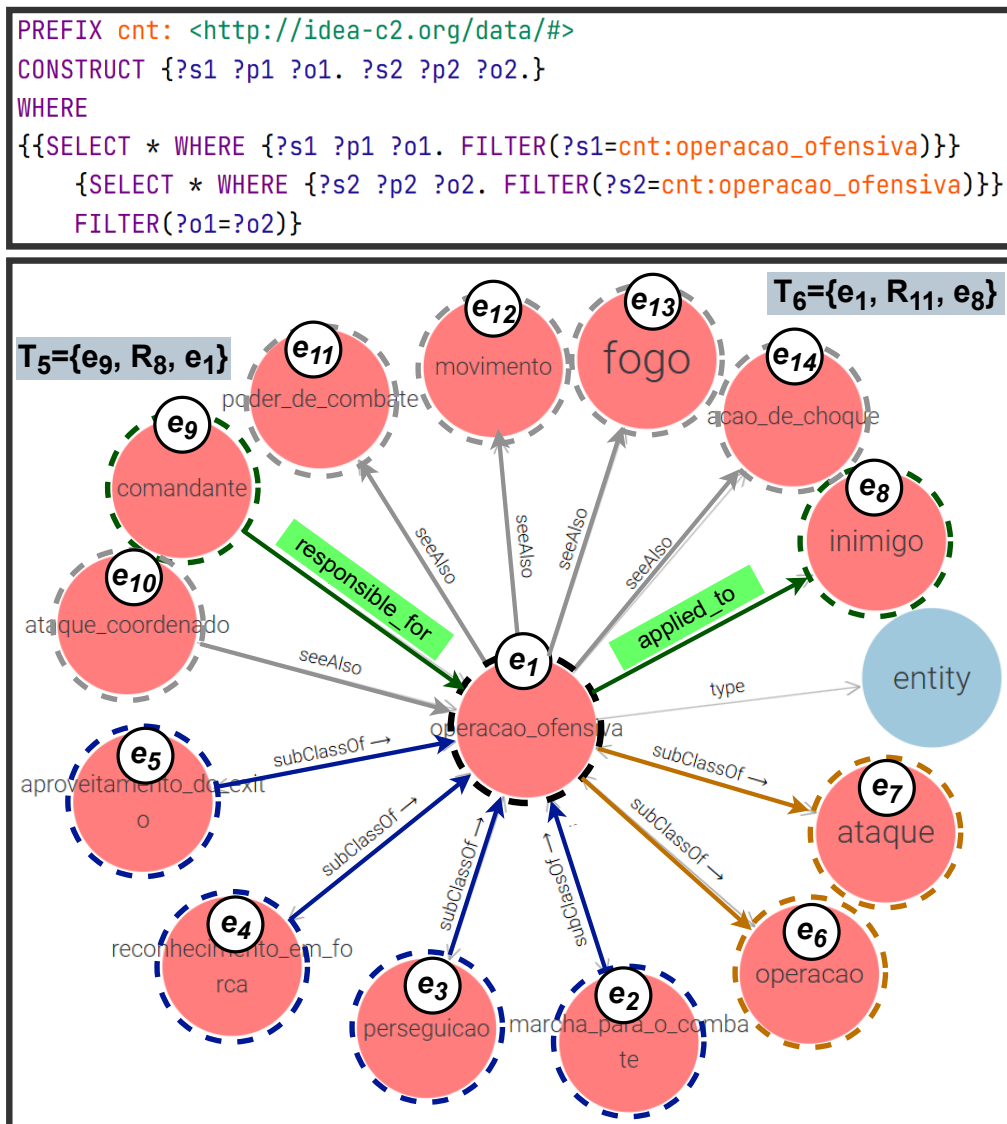 PREFIX cnt: <http://idea-c2.org/data/#>
CONSTRUCT {?s1 ?p1 ?o1. ?s2 ?p2 ?o2.}
WHERE
{{SELECT * WHERE {?s1 ?p1 ?o1. FILTER(?s1=cnt:operacao_ofensiva)}}
{SELECT * WHERE {?s2 ?p2 ?o2. FILTER(?s2=cnt:operacao_ofensiva)}}
FILTER(?o1=?o2)}
T5={e9, R8, e1}
T6={e1, R11, e8}
e11
poder_de_combate
e12
movimento
e13
fogo
e14
acao_de_choque
e9
comandante
e8
inimigo
seeAlso
seeAlso
seeAlso
seeAlso
responsible_for
applied_to
e10
ataque_coordenado
seeAlso
e1
operacao_ofensiva
type
entity
e5
aproveitamento_do_exit
o
subClassOf →
subClassOf →
e7
ataque
subClassOf →
subClassOf →
subClassOf →
subClassOf →
e4
reconhecimento_em_fo
rca
e3
perseguicao
e2
marcha_para_o_comba
te
e6
operacao